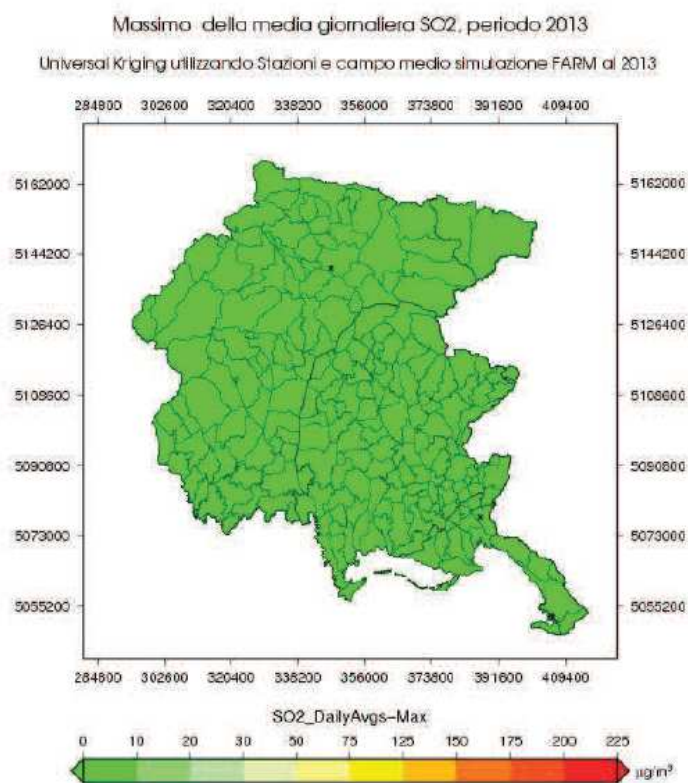 Massimo della media giornaliera SO2, periodo 2013
Universal Kriging utilizzando Stazioni e campo medio simulazione FARM al 2013
284800 302600 320400 338200 356000 373800 391600 409400
5162000 5162000
5144200 5144200
5126400 5126400
5108600 5108600
5090800 5090800
5073000 5073000
5055200 5055200
284800 302600 320400 338200 356000 373800 391600 409400
SO2_DailyAvgs-Max
0 10 20 30 50 75 125 150 175 200 225
µg/m³